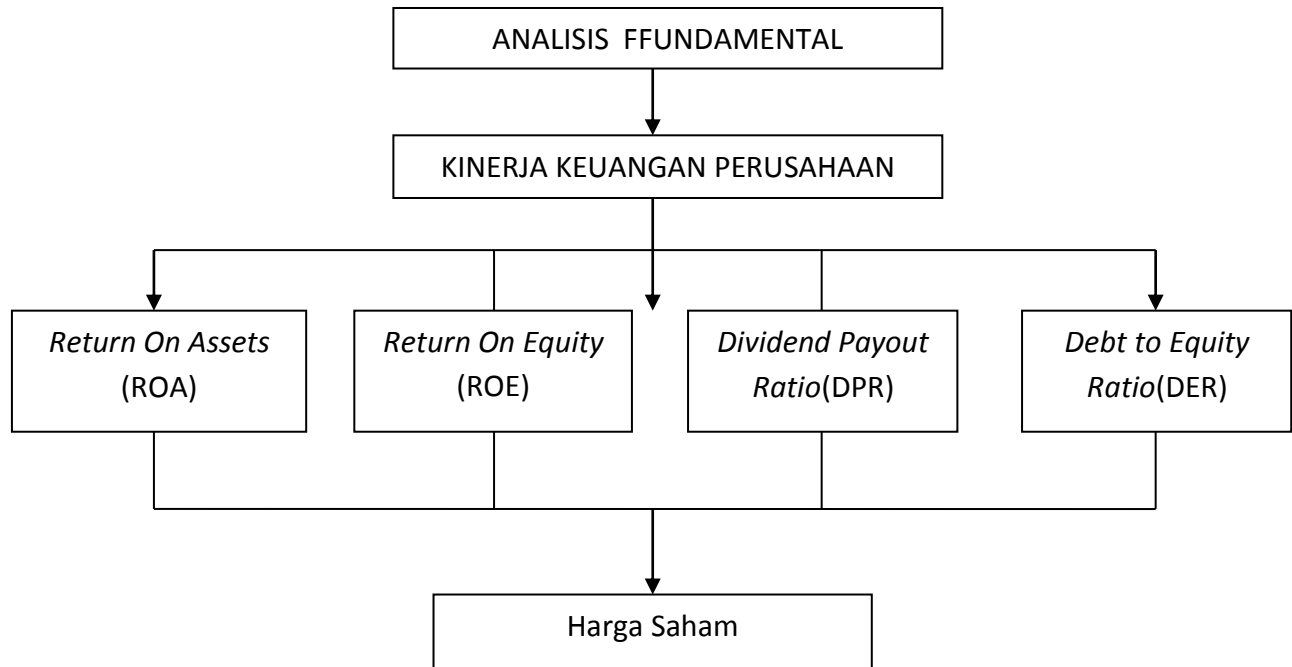 ANALISIS FFUNDAMENTAL
KINERJA KEUANGAN PERUSAHAAN
Return On Assets
(ROA)
Return On Equity
(ROE)
Dividend Payout
Ratio(DPR)
Debt to Equity
Ratio(DER)
Harga Saham